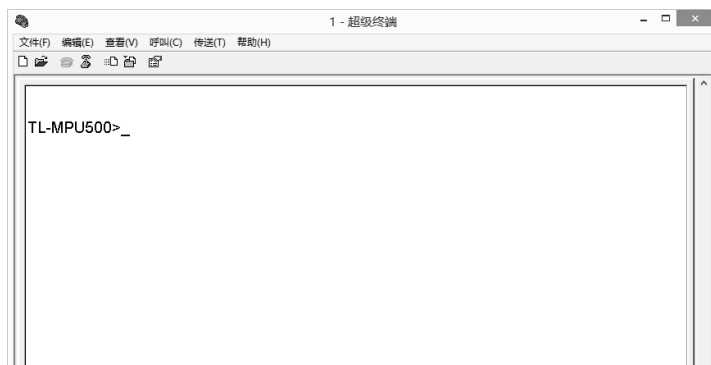 1 - 超级终端
文件(F) 编辑(E) 查看(V) 呼叫(C) 传送(T) 帮助(H)
TL-MPU500>_